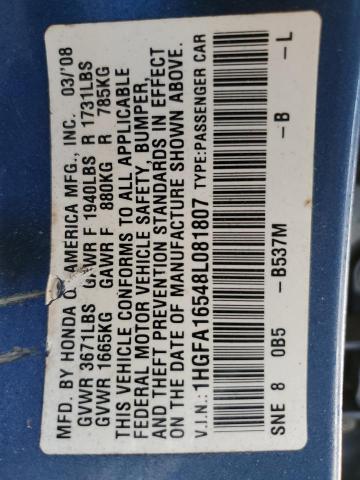 MFD. BY HONDA OF AMERICA MFG., INC. 03/'08
GVWR 3671LBS GAWR F 1940LBS R 1731LBS
GVWR 1665KG GAWR F 880KG R 785KG
THIS VEHICLE CONFORMS TO ALL APPLICABLE
FEDERAL MOTOR VEHICLE SAFETY, BUMPER,
AND THEFT PREVENTION STANDARDS IN EFFECT
ON THE DATE OF MANUFACTURE SHOWN ABOVE.
V.I.N.: 1HGFA16548L081807 TYPE: PASSENGER CAR
SNE 8 0B5 -B537M -B -L